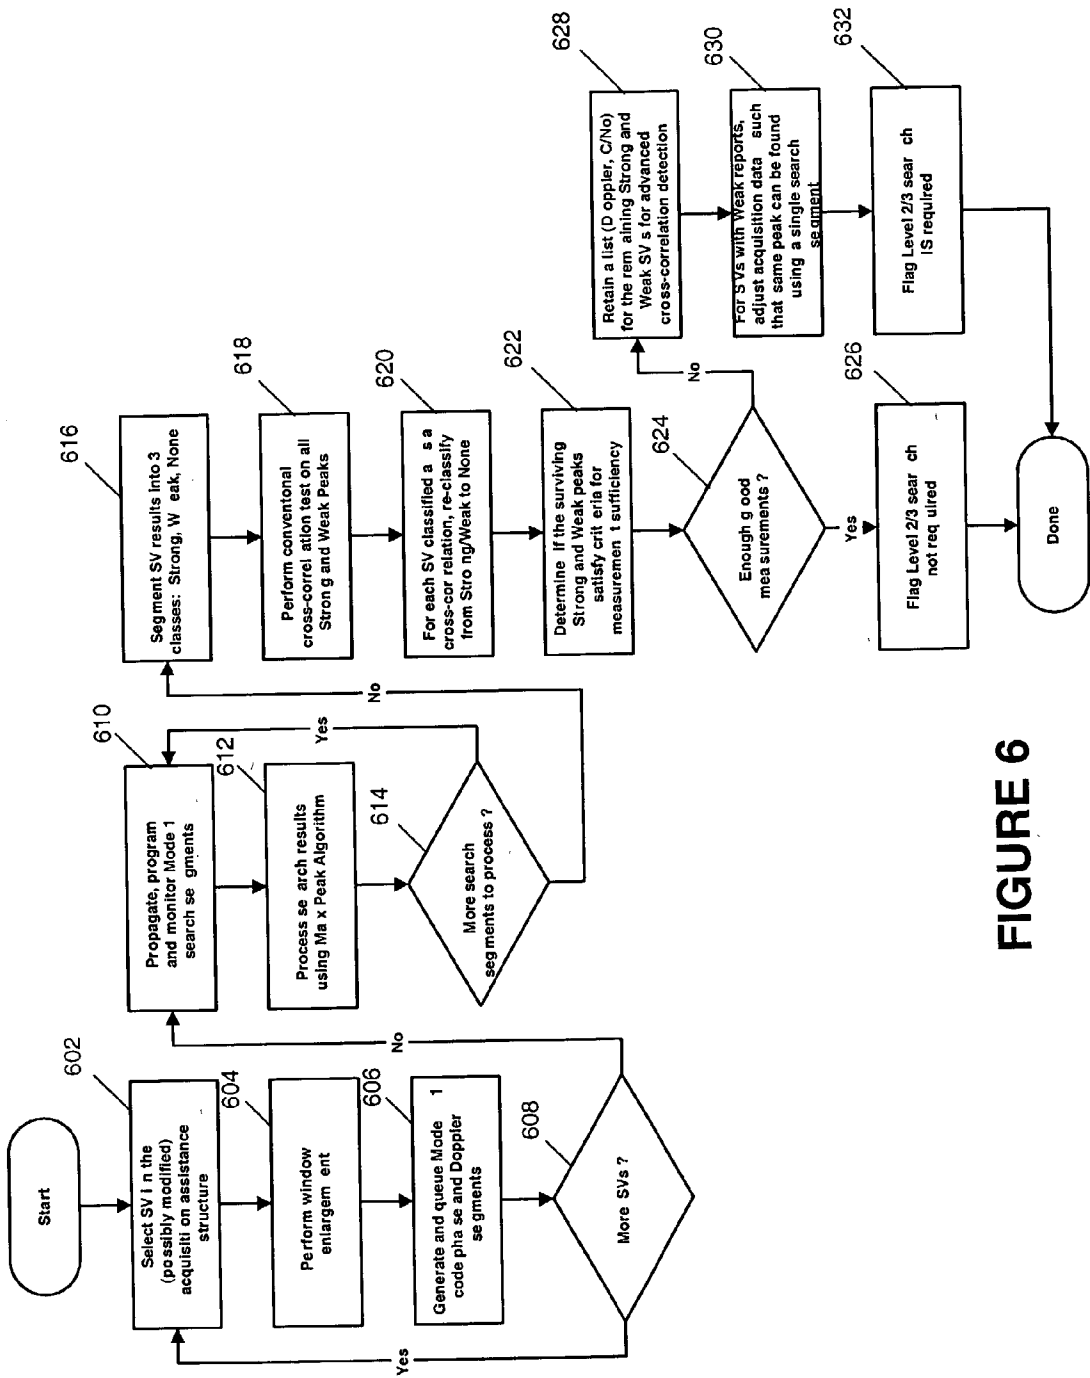 Start
602
Select SV i n the
(possibly modified)
acquisiti on assistance
structure
604
Perform window
enlargem ent
606
Generate and queue Mode 1
code pha se and Doppler
se gments
608
More SVs ?
Yes
No
610
Propagate, program
and monitor Mode 1
search se gments
612
Process se arch results
using Ma x Peak Algorithm
614
More search
segments to process ?
Yes
No
616
Segment SV results into 3
classes: Strong, W eak, None
618
Perform conventonal
cross-correl ation test on all
Stron g and Weak Peaks
620
For each SV classified a s a
cross-cor relation, re-classify
from Stro ng/Weak to None
622
Determine If the surviving
Strong and Weak peaks
satisfy crit eria for
measuremen t sufficiency
624
Enough g ood
mea surements ?
No
Yes
626
Flag Level 2/3 sear ch
not req uired
628
Retain a list (D oppler, C/No)
for the rem aining Strong and
Weak SV s for advanced
cross-correlation detection
630
For S Vs with Weak reports,
adjust acquisition data such
that same peak can be found
using a single search
se gment
632
Flag Level 2/3 sear ch
IS required
Done
FIGURE 6